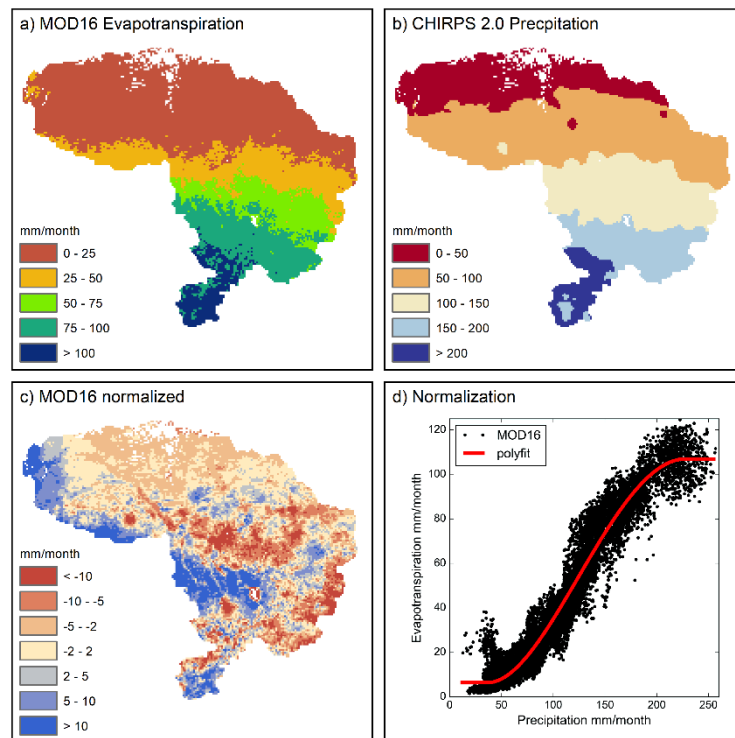 a) MOD16 Evapotranspiration
mm/month
0 - 25
25 - 50
50 - 75
75 - 100
> 100
b) CHIRPS 2.0 Precpitation
mm/month
0 - 50
50 - 100
100 - 150
150 - 200
> 200
c) MOD16 normalized
mm/month
< -10
-10 - -5
-5 - -2
-2 - 2
2 - 5
5 - 10
> 10
d) Normalization
MOD16
polyfit
Evapotranspiration mm/month
120
100
80
60
40
20
0
0 50 100 150 200 250
Precipitation mm/month